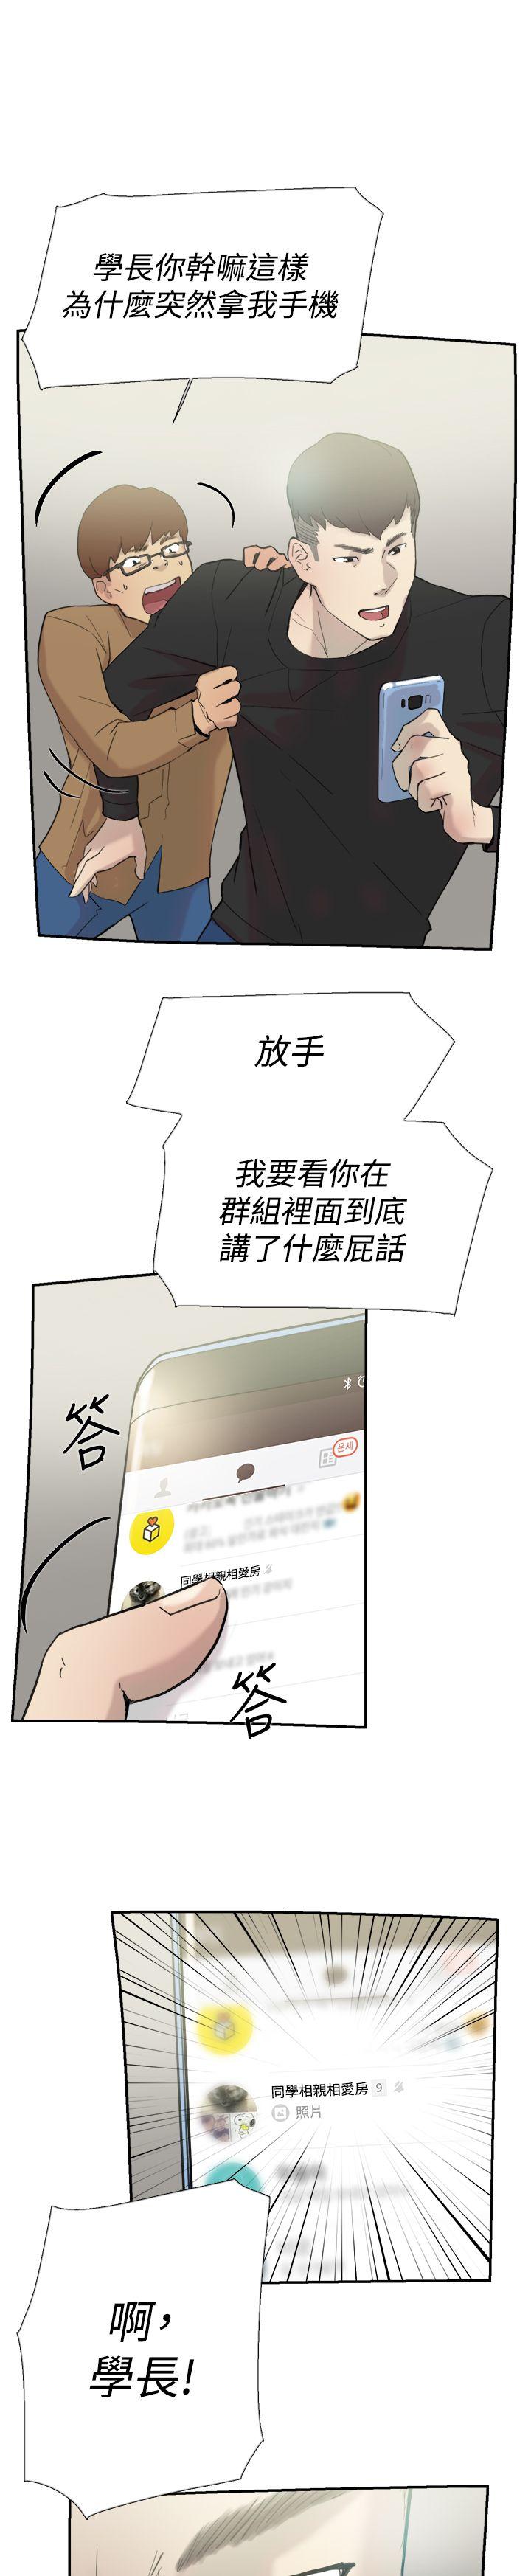 學長你幹嘛這樣
為什麼突然拿我手機
放手
我要看你在
群組裡面到底
講了什麼屁話
答
운세
同學相親相愛房
答
同學相親相愛房 9
照片
啊，
學長!